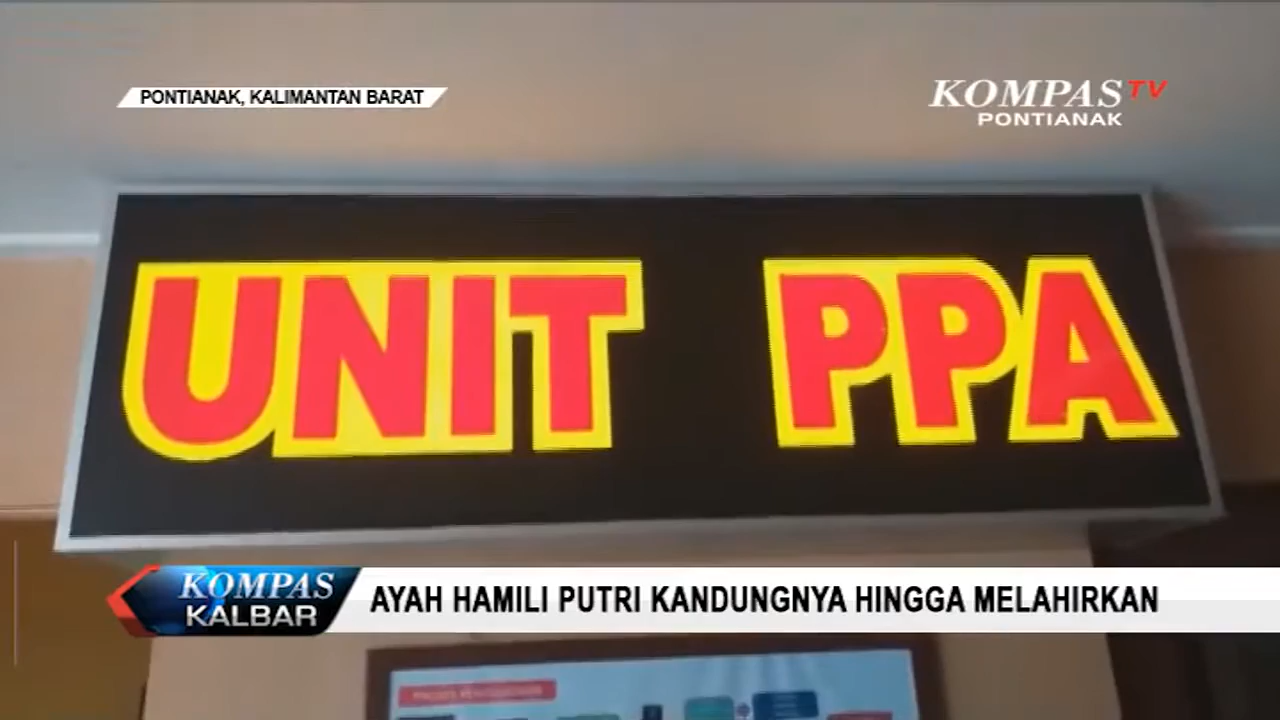 PONTIANAK, KALIMANTAN BARAT
KOMPAS TV
PONTIANAK
UNIT PPA
KOMPAS
KALBAR
AYAH HAMILI PUTRI KANDUNGNYA HINGGA MELAHIRKAN